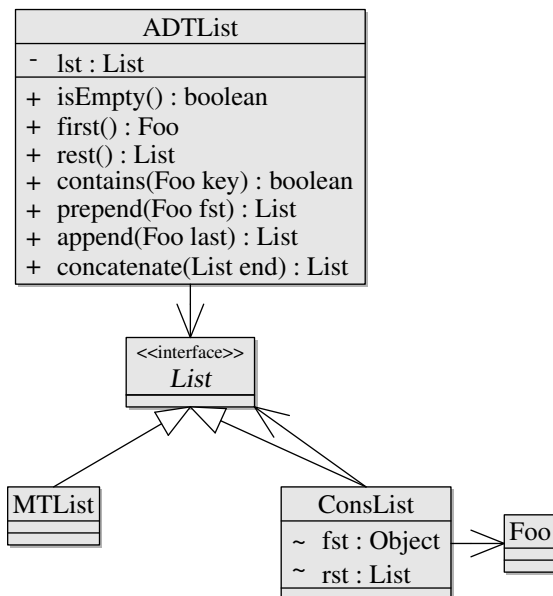 ADTList
- lst : List
+ isEmpty() : boolean
+ first() : Foo
+ rest() : List
+ contains(Foo key) : boolean
+ prepend(Foo fst) : List
+ append(Foo last) : List
+ concatenate(List end) : List
<<interface>>
List
MTList
ConsList
~ fst : Object
~ rst : List
Foo